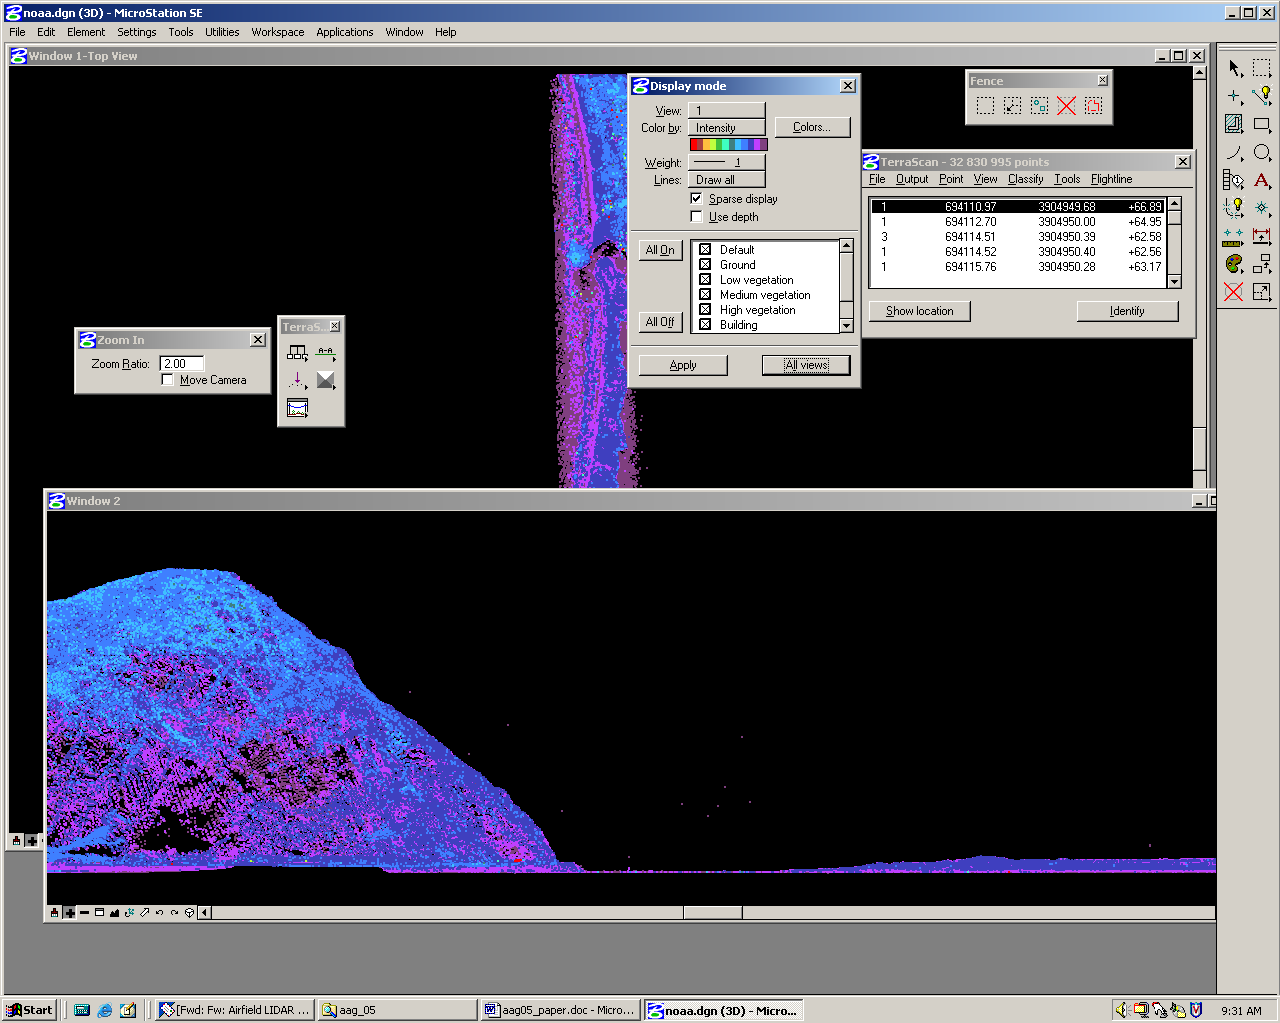 noaa.dgn (3D) - MicroStation SE
File Edit Element Settings Tools Utilities Workspace Applications Window Help
Window 1-Top View
Display mode
View: 1
Color by: Intensity Colors...
Weight: 1
Lines: Draw all
Sparse display
Use depth
All On
All Off
Default
Ground
Low vegetation
Medium vegetation
High vegetation
Building
Apply All views
Fence
TerraScan - 32 830 995 points
File Output Point View Classify Tools Flightline
1 694110.97 3904949.68 +66.89
1 694112.70 3904950.00 +64.95
3 694114.51 3904950.39 +62.58
1 694114.52 3904950.40 +62.56
1 694115.76 3904950.28 +63.17
Show location Identify
Zoom In
Zoom Ratio: 2.00
Move Camera
TerraS...
A-A
Window 2
Start [Fwd: Fw: Airfield LIDAR ... aag_05 aag05_paper.doc - Micro... noaa.dgn (3D) - Micro... 9:31 AM